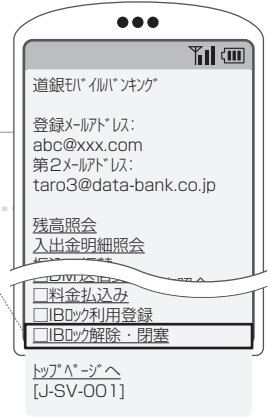 道銀ﾓﾊﾞｲﾙﾊﾞﾝｷﾝｸﾞ
登録ﾒｰﾙｱﾄﾞﾚｽ:
abc@xxx.com
第2ﾒｰﾙｱﾄﾞﾚｽ:
taro3@data-bank.co.jp
残高照会
入出金明細照会
□料金払込み
□IBﾛｯｸ利用登録
□IBﾛｯｸ解除・閉塞
ﾄｯﾌﾟﾍﾟｰｼﾞへ
[J-SV-001]